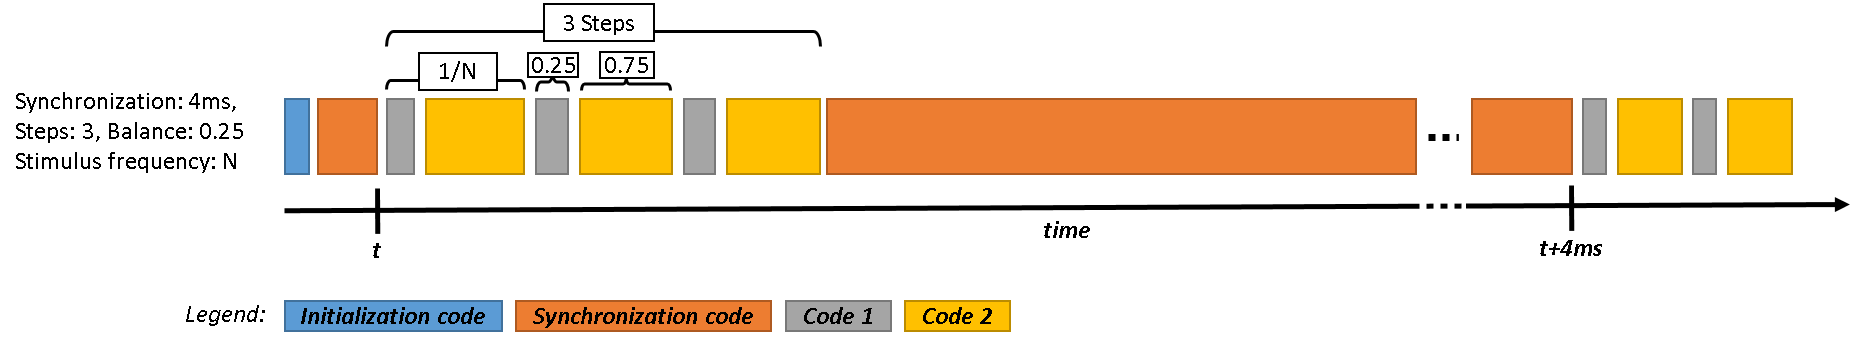 3 Steps
1/N
0.25
0.75
Synchronization: 4ms,
Steps: 3, Balance: 0.25
Stimulus frequency: N
...
t
time
t+4ms
Legend:
Initialization code
Synchronization code
Code 1
Code 2